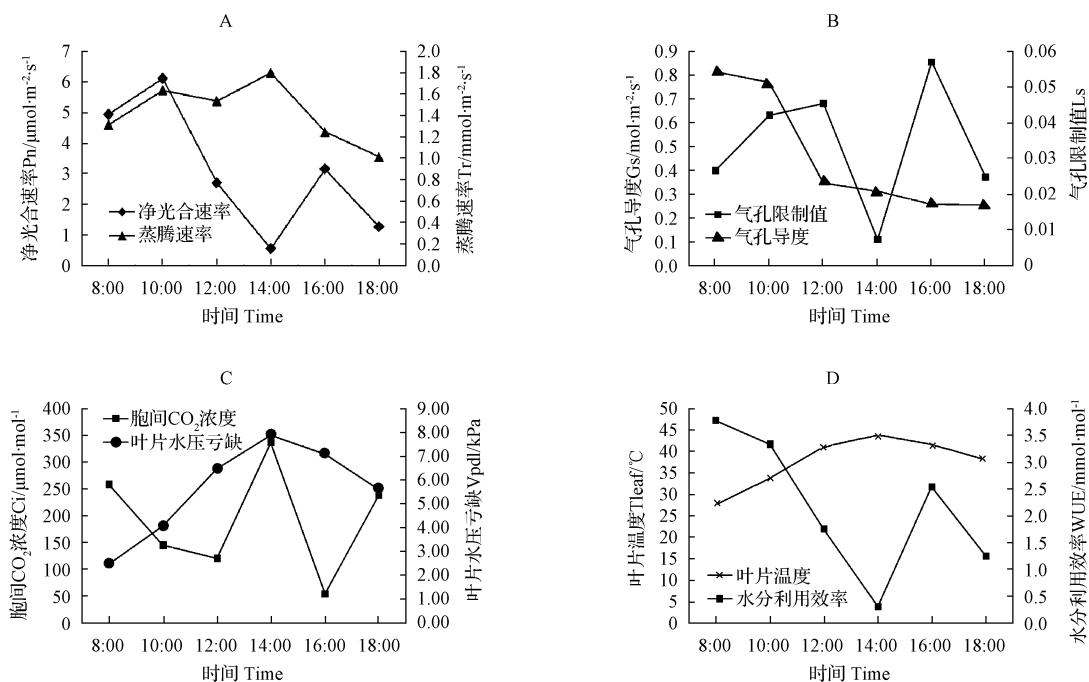 A
净光合速率Pn/μmol·m⁻²·s⁻¹
7
6
5
4
3
2
1
0
2.0
1.8
1.6
1.4
1.2
1.0
0.8
0.6
0.4
0.2
0.0
蒸腾速率Tr/mmol·m⁻²·s⁻¹
净光合速率
蒸腾速率
8:00 10:00 12:00 14:00 16:00 18:00
时间 Time
B
气孔导度Gs/mol·m⁻²·s⁻¹
0.9
0.8
0.7
0.6
0.5
0.4
0.3
0.2
0.1
0.0
0.06
0.05
0.04
0.03
0.02
0.01
0
气孔限制值Ls
气孔限制值
气孔导度
8:00 10:00 12:00 14:00 16:00 18:00
时间 Time
C
胞间CO₂浓度Ci/μmol·mol⁻¹
400
350
300
250
200
150
100
50
0
9.00
8.00
7.00
6.00
5.00
4.00
3.00
2.00
1.00
0.00
叶片水压亏缺Vpd/kPa
胞间CO₂浓度
叶片水压亏缺
8:00 10:00 12:00 14:00 16:00 18:00
时间 Time
D
叶片温度Tleaf/℃
50
45
40
35
30
25
20
15
10
5
0
4.0
3.5
3.0
2.5
2.0
1.5
1.0
0.5
0.0
水分利用效率WUE/mmol·mol⁻¹
叶片温度
水分利用效率
8:00 10:00 12:00 14:00 16:00 18:00
时间 Time